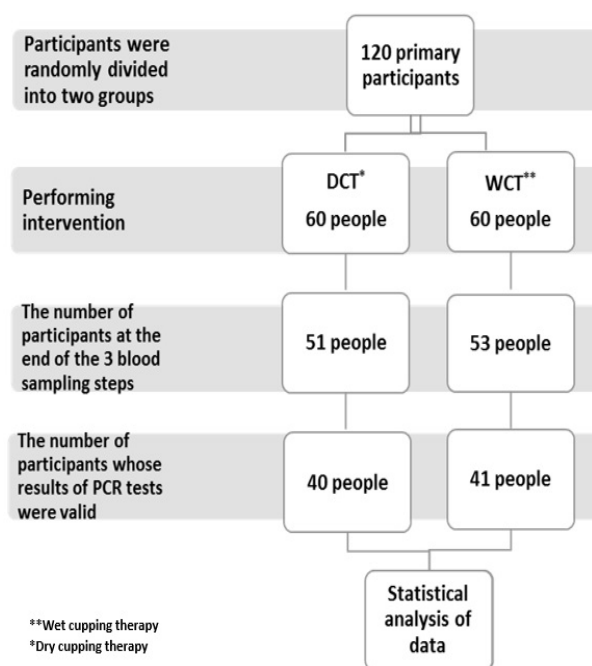 Participants were
randomly divided
into two groups
120 primary
participants
Performing
intervention
DCT*
60 people
WCT**
60 people
The number of
participants at the
end of the 3 blood
sampling steps
51 people
53 people
The number of
participants whose
results of PCR tests
were valid
40 people
41 people
Statistical
analysis of
data
**Wet cupping therapy
*Dry cupping therapy